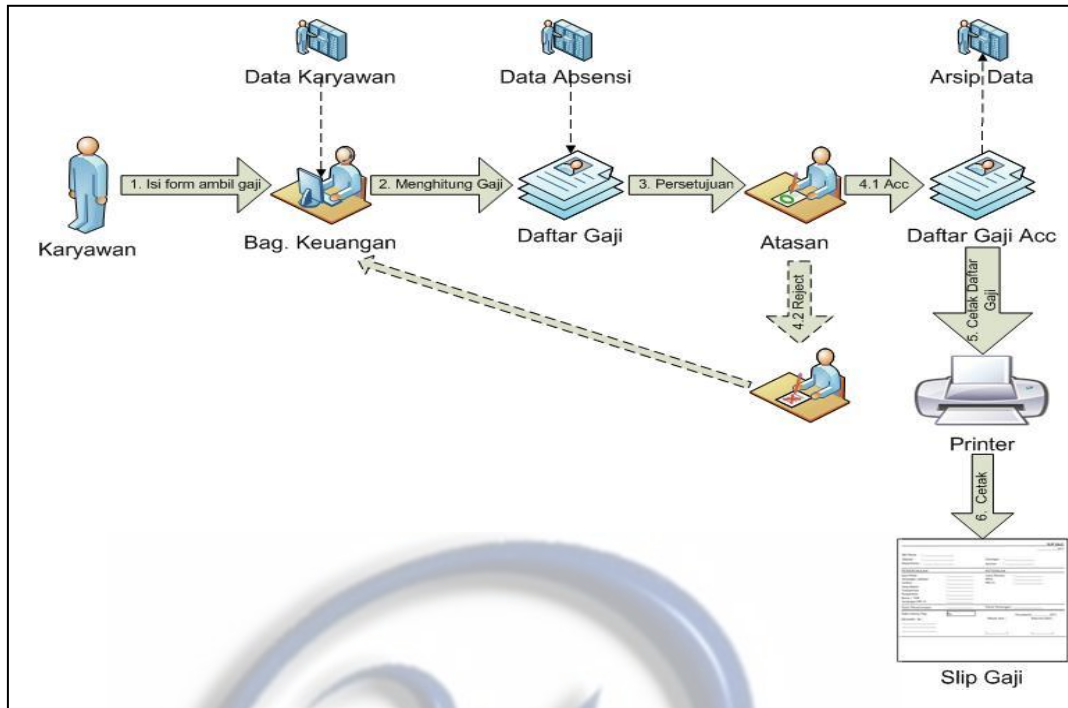 Data Karyawan
Data Absensi
Arsip Data
1. Isi form ambil gaji
2. Menghitung Gaji
3. Persetujuan
4.1 Acc
Karyawan
Bag. Keuangan
Daftar Gaji
Atasan
Daftar Gaji Acc
4.2 Reject
5. Cetak Daftar
Gaji
Printer
6. Cetak
Slip Gaji